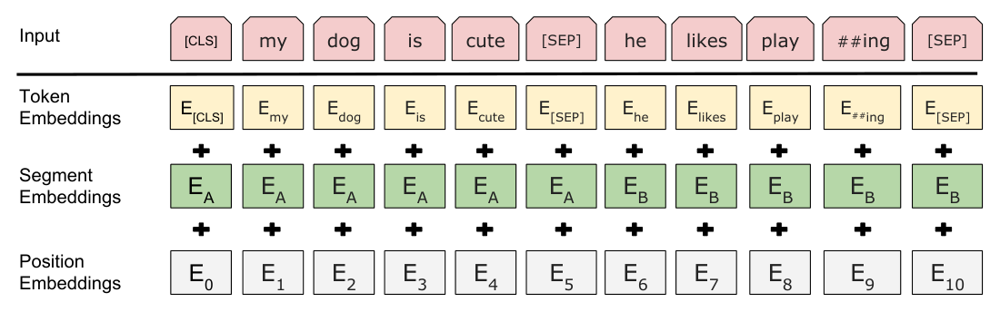 Input [CLS] my dog is cute [SEP] he likes play ##ing [SEP]
Token
Embeddings E[CLS] Emy Edog Eis Ecute E[SEP] Ehe Elikes Eplay E##ing E[SEP]
+ + + + + + + + + + +
Segment
Embeddings EA EA EA EA EA EA EB EB EB EB EB
+ + + + + + + + + + +
Position
Embeddings E0 E1 E2 E3 E4 E5 E6 E7 E8 E9 E10